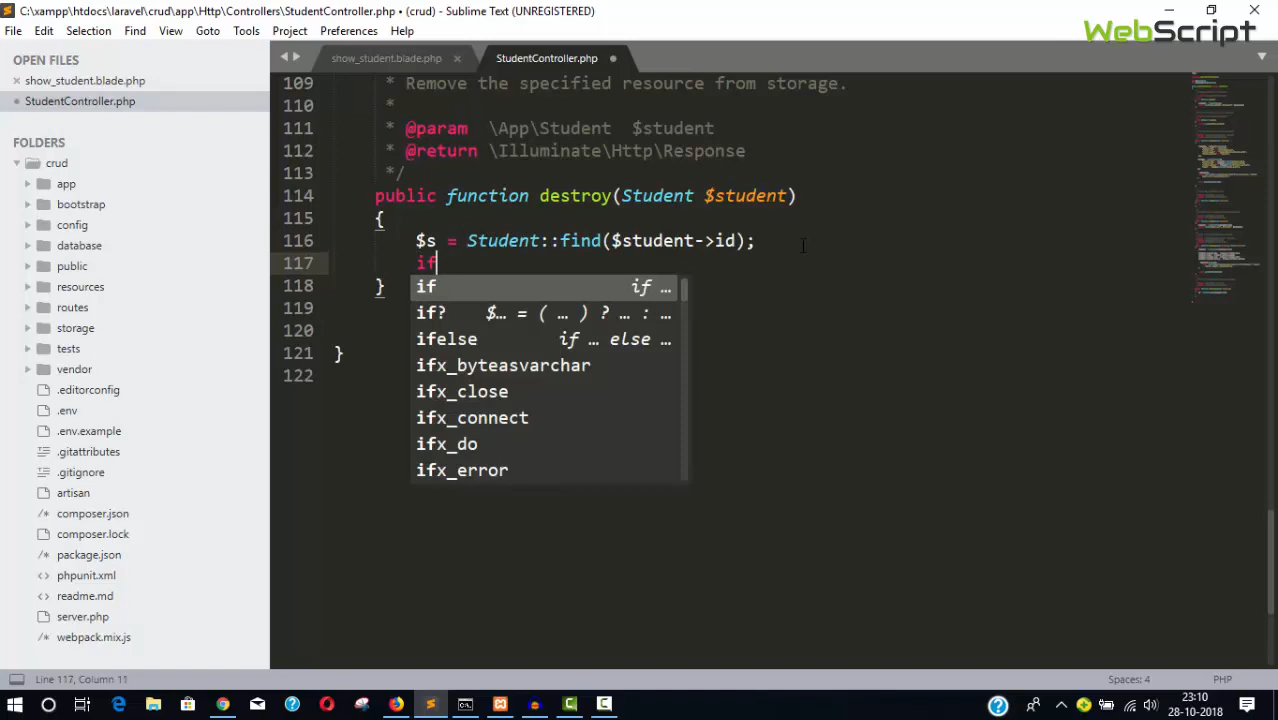 C:\xampp\htdocs\laravel\crud\app\Http\Controllers\StudentController.php • (crud) - Sublime Text (UNREGISTERED)
WebScript
File Edit Selection Find View Goto Tools Project Preferences Help
OPEN FILES
show_student.blade.php
StudentController.php
FOLDERS
crud
app
bootstrap
config
database
public
resources
routes
storage
tests
vendor
.editorconfig
.env
.env.example
.gitattributes
.gitignore
artisan
composer.json
composer.lock
package.json
phpunit.xml
readme.md
server.php
webpack.mix.js
show_student.blade.php
StudentController.php
109 * Remove the specified resource from storage.
110 *
111 * @param \App\Student $student
112 * @return \Illuminate\Http\Response
113 */
114 public function destroy(Student $student)
115 {
116 $s = Student::find($student->id);
117 if
118 }
119
120
121 }
122
if if …
if? $… = ( … ) ? … : …
ifelse if … else …
ifx_byteasvarchar
ifx_close
ifx_connect
ifx_do
ifx_error
Line 117, Column 11
Spaces: 4
PHP
23:10
28-10-2018